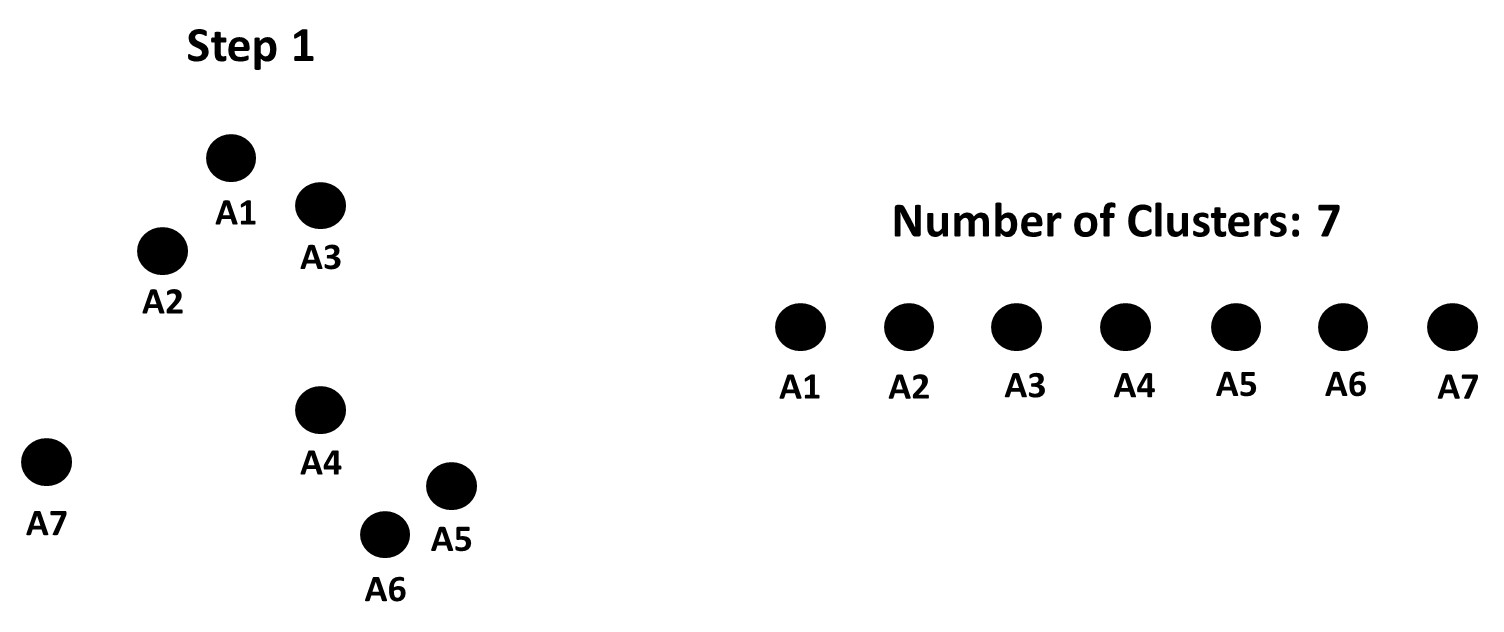 Step 1
A1
A3
A2
A4
A7
A5
A6
Number of Clusters: 7
A1 A2 A3 A4 A5 A6 A7